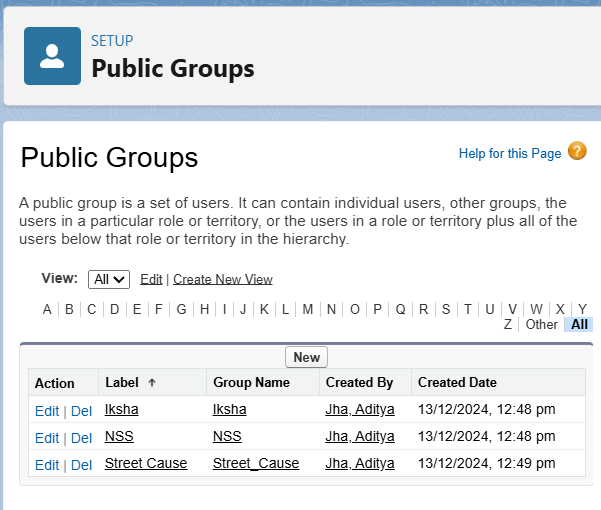 SETUP
Public Groups
Public Groups
Help for this Page ?
A public group is a set of users. It can contain individual users, other groups, the
users in a particular role or territory, or the users in a role or territory plus all of the
users below that role or territory in the hierarchy.
View: All Edit | Create New View
A | B | C | D | E | F | G | H | I | J | K | L | M | N | O | P | Q | R | S | T | U | V | W | X | Y
Z | Other | All
New
Action Label ↑ Group Name Created By Created Date
Edit | Del Iksha Iksha Jha, Aditya 13/12/2024, 12:48 pm
Edit | Del NSS NSS Jha, Aditya 13/12/2024, 12:48 pm
Edit | Del Street Cause Street_Cause Jha, Aditya 13/12/2024, 12:49 pm